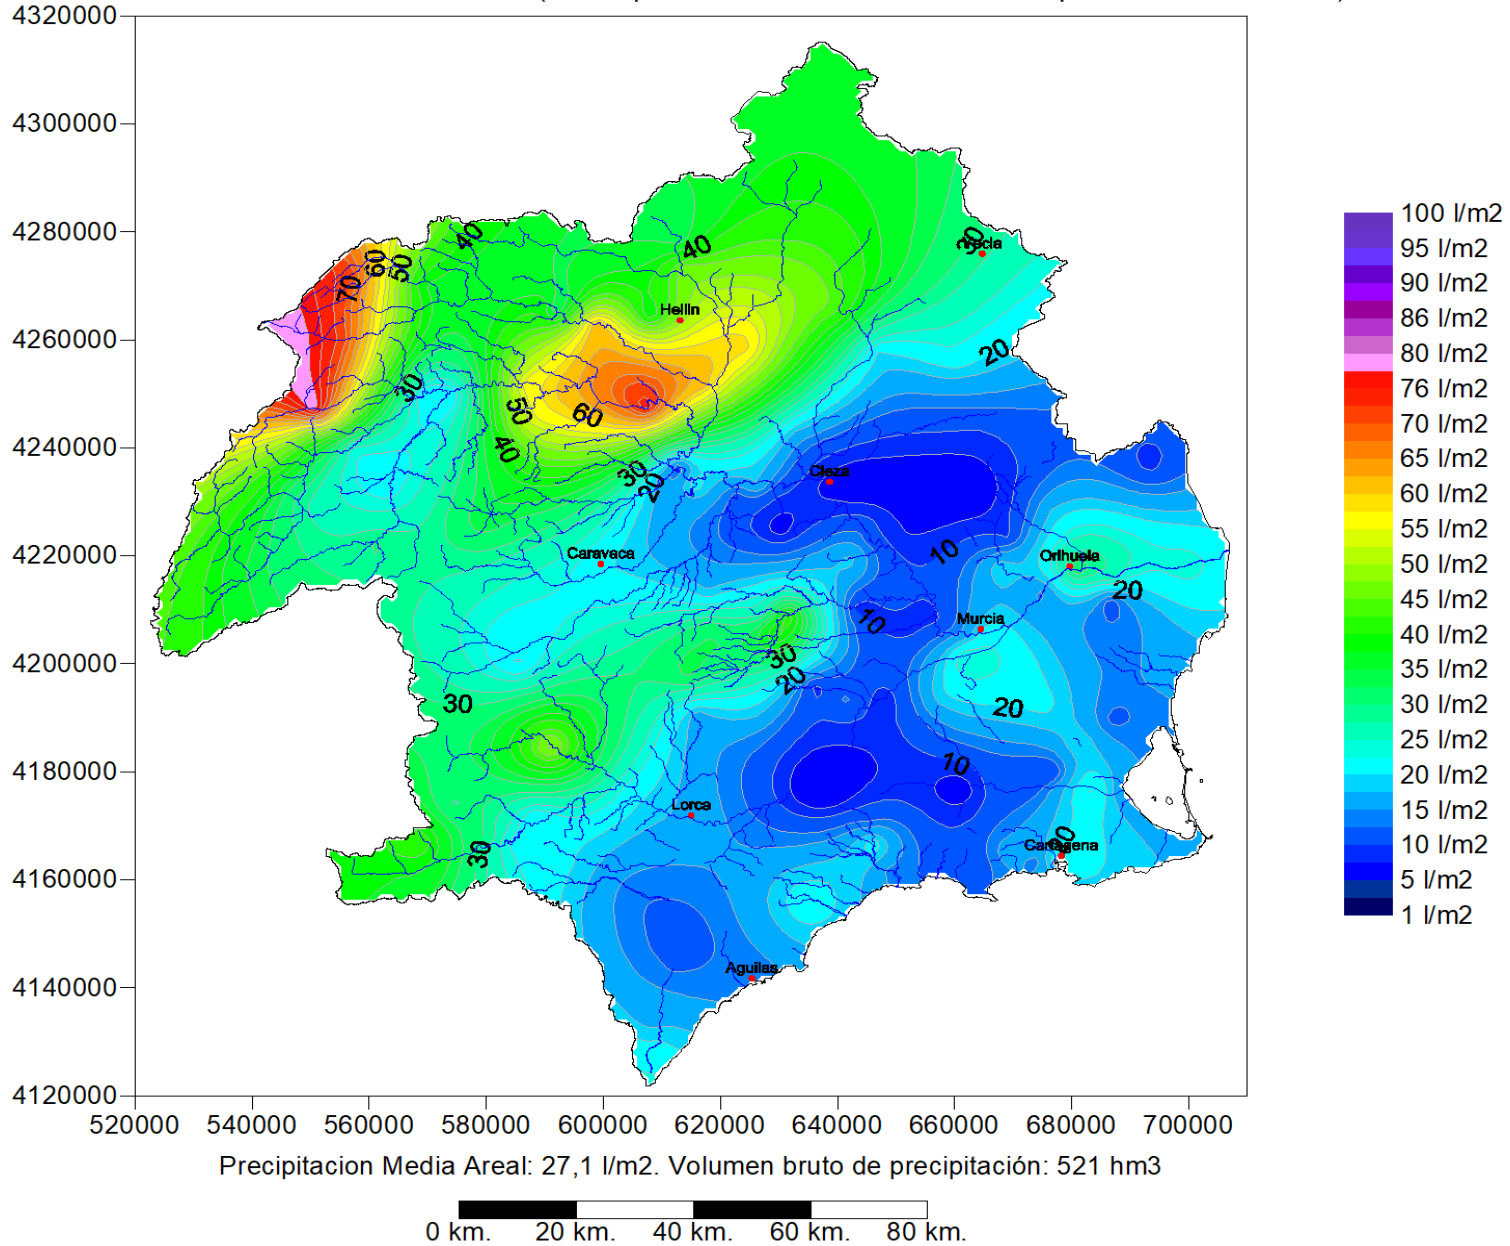 4320000
4300000
4280000
4260000
4240000
4220000
4200000
4180000
4160000
4140000
4120000
520000 540000 560000 580000 600000 620000 640000 660000 680000 700000
40
60
50
70
40
30
Hellin
20
30
50
60
40
30
20
Cieza
10
Caravaca
Orihuela
20
10
Murcia
30
20
30
20
10
Lorca
30
Cartagena
Aguilas
100 l/m2
95 l/m2
90 l/m2
86 l/m2
80 l/m2
76 l/m2
70 l/m2
65 l/m2
60 l/m2
55 l/m2
50 l/m2
45 l/m2
40 l/m2
35 l/m2
30 l/m2
25 l/m2
20 l/m2
15 l/m2
10 l/m2
5 l/m2
1 l/m2
Precipitacion Media Areal: 27,1 l/m2. Volumen bruto de precipitación: 521 hm3
0 km. 20 km. 40 km. 60 km. 80 km.